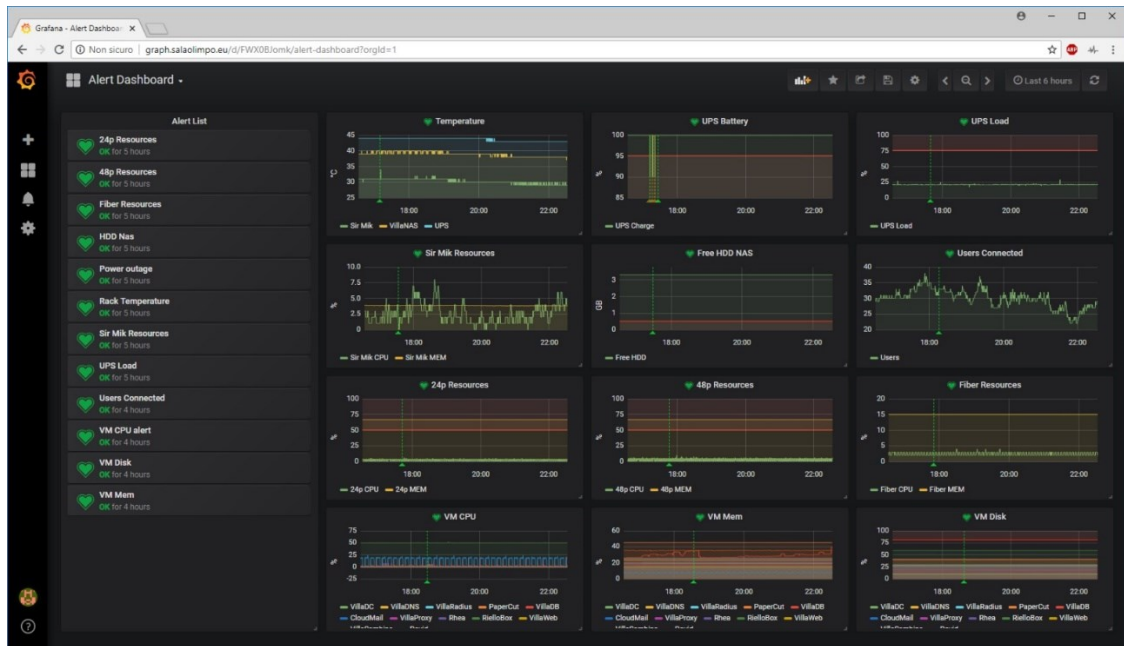 Grafana - Alert Dashboar
Non sicuro | graph.salaolimpo.eu/d/FWX0BJomk/alert-dashboard?orgId=1
Alert Dashboard
Last 6 hours
Alert List
24p Resources
OK for 5 hours
48p Resources
OK for 5 hours
Fiber Resources
OK for 5 hours
HDD Nas
OK for 5 hours
Power outage
OK for 5 hours
Rack Temperature
OK for 5 hours
Sir Mik Resources
OK for 5 hours
UPS Load
OK for 5 hours
Users Connected
OK for 4 hours
VM CPU alert
OK for 4 hours
VM Disk
OK for 4 hours
VM Mem
OK for 4 hours
Temperature
°C
45
40
35
30
25
18:00 20:00 22:00
Sir Mik VillaNAS UPS
UPS Battery
%
100
95
90
85
18:00 20:00 22:00
UPS Charge
UPS Load
%
100
75
50
25
0
18:00 20:00 22:00
UPS Load
Sir Mik Resources
%
10.0
7.5
5.0
2.5
0
18:00 20:00 22:00
Sir Mik CPU Sir Mik MEM
Free HDD NAS
GB
3
2
1
0
18:00 20:00 22:00
Free HDD
Users Connected
40
35
30
25
20
18:00 20:00 22:00
Users
24p Resources
%
100
75
50
25
0
18:00 20:00 22:00
24p CPU 24p MEM
48p Resources
%
100
75
50
25
0
18:00 20:00 22:00
48p CPU 48p MEM
Fiber Resources
%
20
15
10
5
0
18:00 20:00 22:00
Fiber CPU Fiber MEM
VM CPU
%
75
50
25
0
-25
18:00 20:00 22:00
VillaDC VillaDNS VillaRadius PaperCut VillaDB
CloudMail VillaProxy Rhea RielloBox VillaWeb
VM Mem
%
60
40
20
0
18:00 20:00 22:00
VillaDC VillaDNS VillaRadius PaperCut VillaDB
CloudMail VillaProxy Rhea RielloBox VillaWeb
VM Disk
%
100
75
50
25
0
18:00 20:00 22:00
VillaDC VillaDNS VillaRadius PaperCut VillaDB
CloudMail VillaProxy Rhea RielloBox VillaWeb